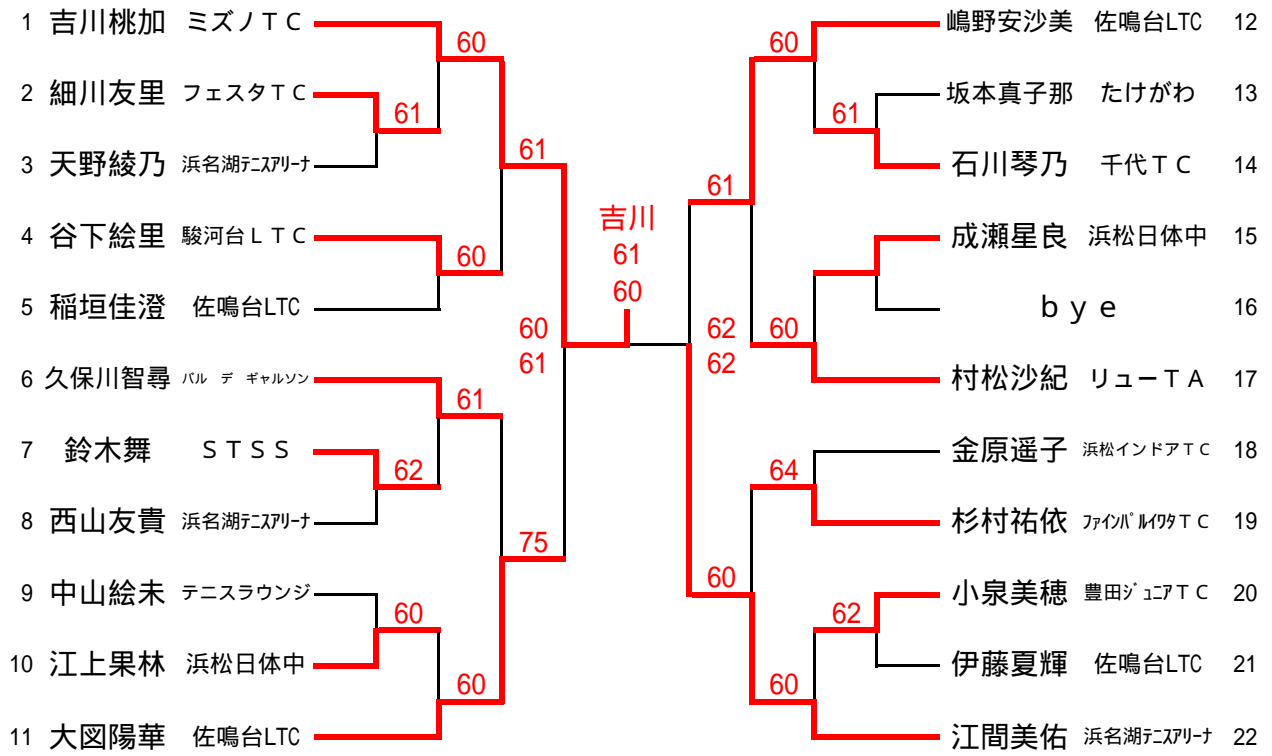 1 吉川桃加 ミズノＴＣ
2 細川友里 フェスタＴＣ
3 天野綾乃 浜名湖ﾃﾆｽｱﾘｰﾅ
4 谷下絵里 駿河台ＬＴＣ
5 稲垣佳澄 佐鳴台LTC
6 久保川智尋 パル デ ギャルソン
7 鈴木舞 ＳＴＳＳ
8 西山友貴 浜名湖ﾃﾆｽｱﾘｰﾅ
9 中山絵未 テニスラウンジ
10 江上果林 浜松日体中
11 大図陽華 佐鳴台LTC
60
61
60
61
62
60
61
60
75
60
61
吉川
61
60
62
62
61
60
60
61
60
64
62
60
嶋野安沙美 佐鳴台LTC 12
坂本真子那 たけがわ 13
石川琴乃 千代ＴＣ 14
成瀬星良 浜松日体中 15
ｂｙｅ 16
村松沙紀 リューＴＡ 17
金原遥子 浜松インドアＴＣ 18
杉村祐依 ﾌｧｲﾝﾊﾟﾙｲﾜﾀＴＣ 19
小泉美穂 豊田ｼﾞｭﾆｱＴＣ 20
伊藤夏輝 佐鳴台LTC 21
江間美佑 浜名湖ﾃﾆｽｱﾘｰﾅ 22